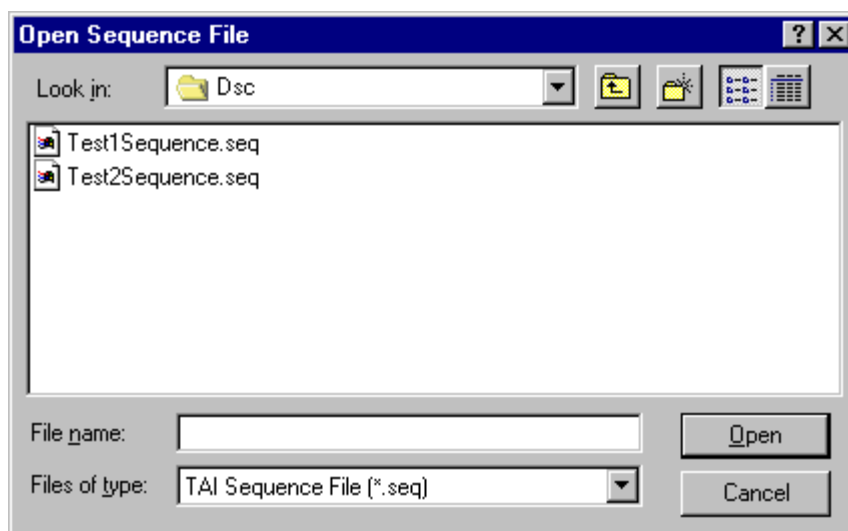 Open Sequence File
Look in: Dsc
Test1Sequence.seq
Test2Sequence.seq
File name: Open
Files of type: TAI Sequence File (*.seq) Cancel